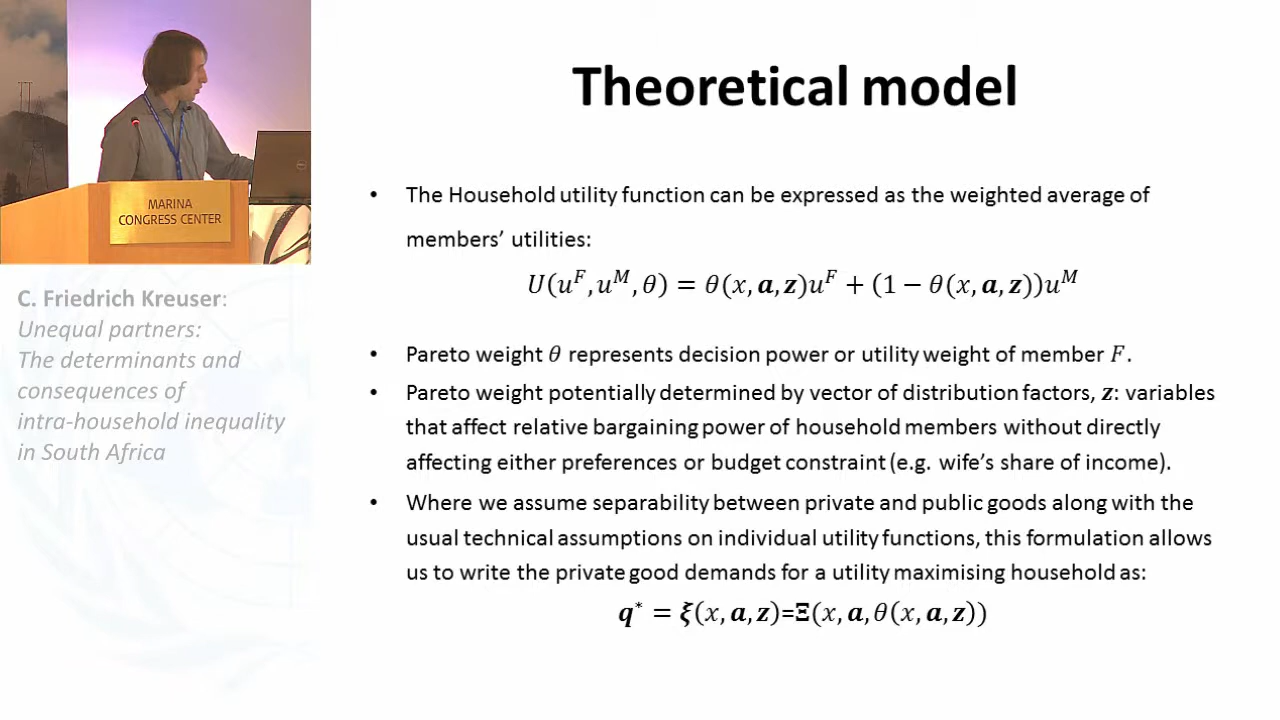 Theoretical model
MARINA
CONGRESS CENTER
C. Friedrich Kreuser:
Unequal partners:
The determinants and
consequences of
intra-household inequality
in South Africa
• The Household utility function can be expressed as the weighted average of
members’ utilities:
U(u^F, u^M, θ) = θ(x, a, z)u^F + (1 − θ(x, a, z))u^M
• Pareto weight θ represents decision power or utility weight of member F.
• Pareto weight potentially determined by vector of distribution factors, z: variables
that affect relative bargaining power of household members without directly
affecting either preferences or budget constraint (e.g. wife’s share of income).
• Where we assume separability between private and public goods along with the
usual technical assumptions on individual utility functions, this formulation allows
us to write the private good demands for a utility maximising household as:
q* = ξ(x, a, z)=Ξ(x, a, θ(x, a, z))